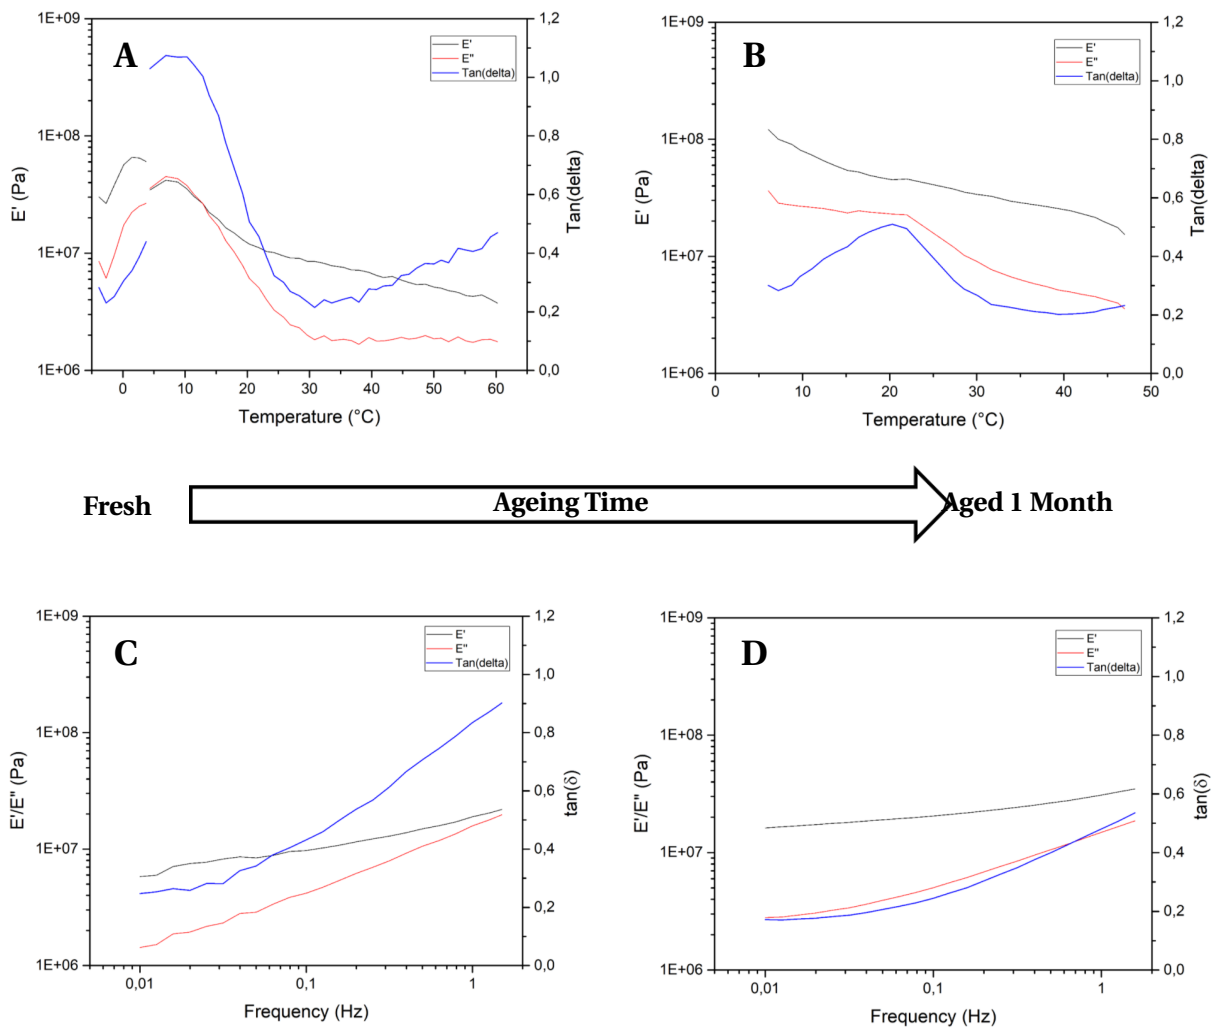 A
1E+09
1E+08
1E+07
1E+06
E' (Pa)
E'
E"
Tan(delta)
1,2
1,0
0,8
0,6
0,4
0,2
0,0
Tan(delta)
0 10 20 30 40 50 60
Temperature (°C)
B
1E+09
1E+08
1E+07
1E+06
E' (Pa)
E'
E"
Tan(delta)
1,2
1,0
0,8
0,6
0,4
0,2
0,0
Tan(delta)
0 10 20 30 40 50
Temperature (°C)
Fresh
Ageing Time
Aged 1 Month
C
1E+09
1E+08
1E+07
1E+06
E'/E" (Pa)
E'
E"
Tan(delta)
1,2
1,0
0,8
0,6
0,4
0,2
0,0
tan(δ)
0,01 0,1 1
Frequency (Hz)
D
1E+09
1E+08
1E+07
1E+06
E'/E" (Pa)
E'
E"
Tan(delta)
1,2
1,0
0,8
0,6
0,4
0,2
0,0
tan(δ)
0,01 0,1 1
Frequency (Hz)